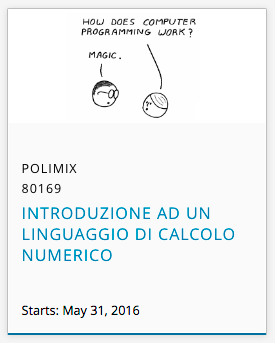 HOW DOES COMPUTER
PROGRAMMING WORK?
MAGIC.
??
POLIMIX
80169
INTRODUZIONE AD UN
LINGUAGGIO DI CALCOLO
NUMERICO
Starts: May 31, 2016